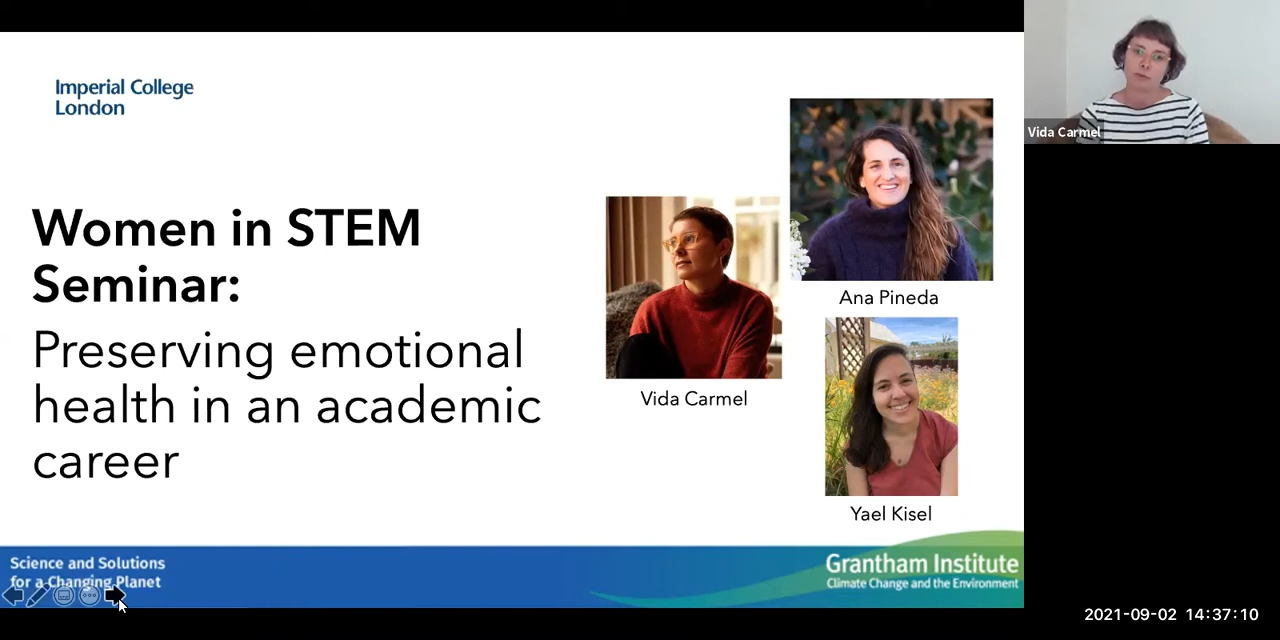 Imperial College
London
Women in STEM
Seminar:
Preserving emotional
health in an academic
career
Vida Carmel
Ana Pineda
Yael Kisel
Science and Solutions
for a Changing Planet
Grantham Institute
Climate Change and the Environment
Vida Carmel
2021-09-02 14:37:10